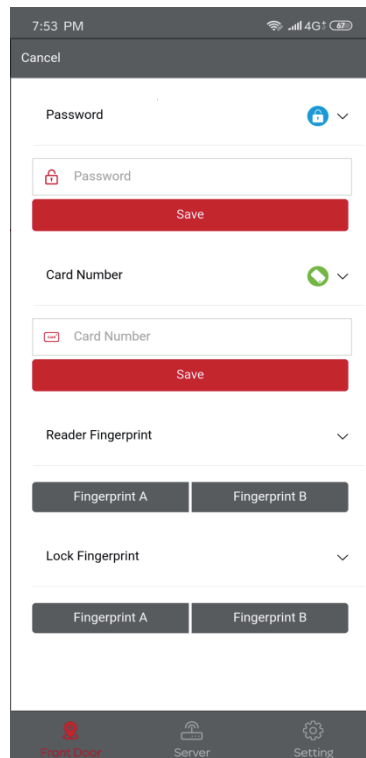 7:53 PM 4G 67
Cancel
Password
Password
Save
Card Number
Card Number
Save
Reader Fingerprint
Fingerprint A Fingerprint B
Lock Fingerprint
Fingerprint A Fingerprint B
Front Door Server Setting